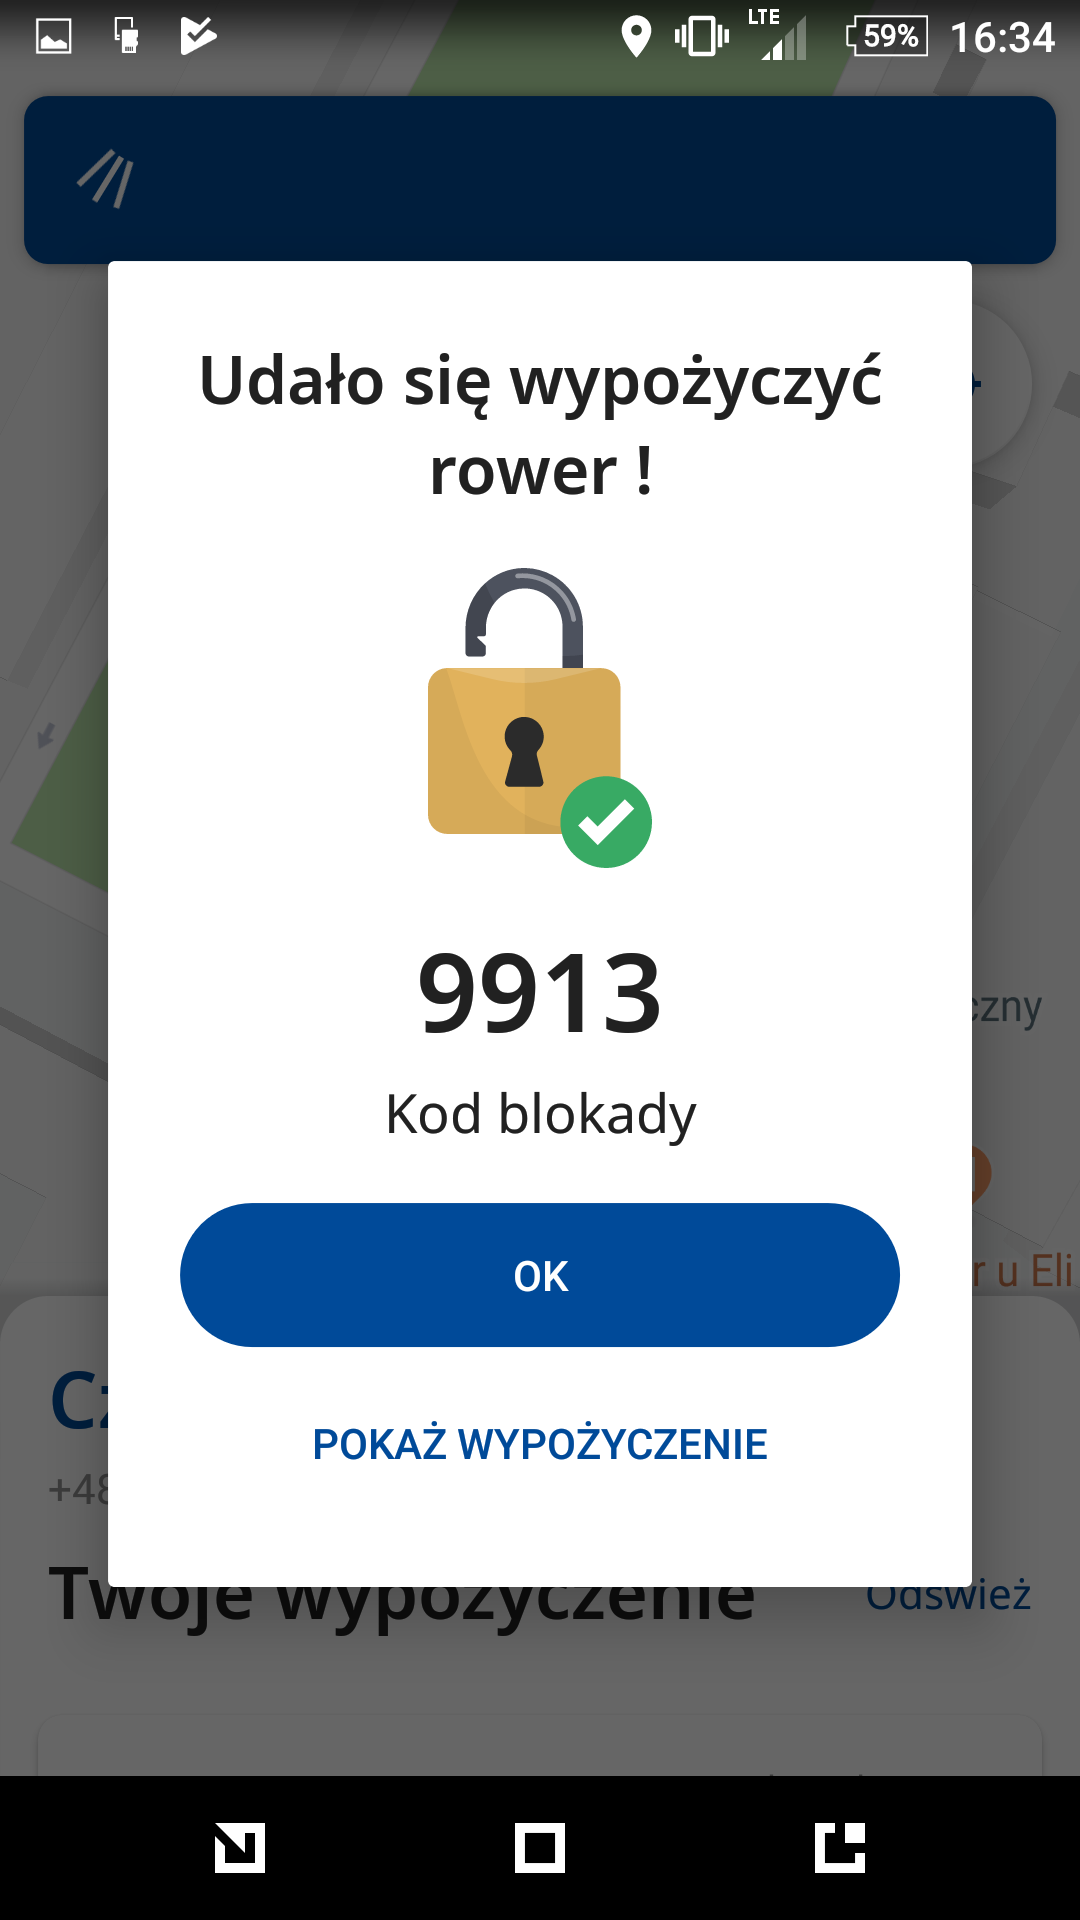 LTE 59% 16:34
Udało się wypożyczyć
rower !
9913
czny
Kod blokady
r u Eli
OK
+48
POKAŻ WYPOŻYCZENIE
Twoje wypożyczenie Odśwież